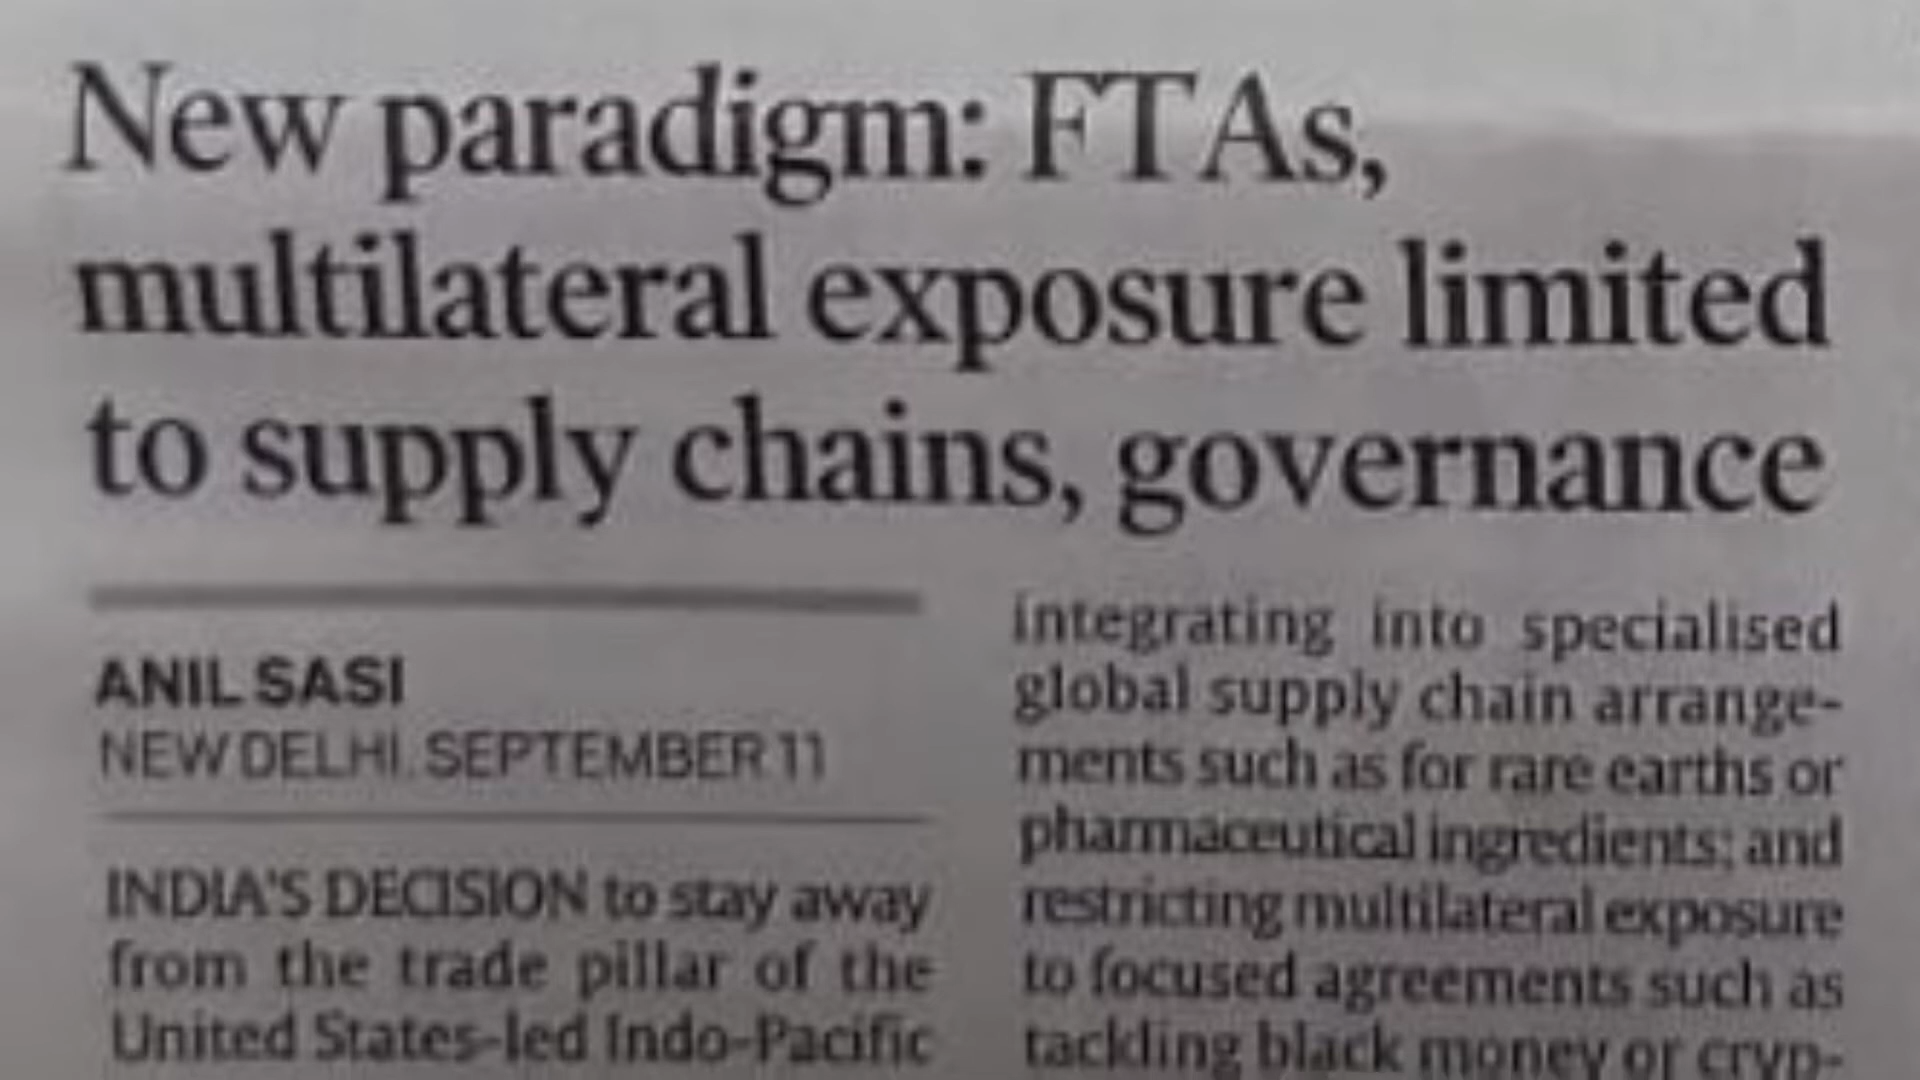 New paradigm: FTAs,
multilateral exposure limited
to supply chains, governance
ANIL SASI
NEW DELHI, SEPTEMBER 11
INDIA'S DECISION to stay away
from the trade pillar of the
United States-led Indo-Pacific
integrating into specialised
global supply chain arrange-
ments such as for rare earths or
pharmaceutical ingredients; and
restricting multilateral exposure
to focused agreements such as
tackling black money or cryp-